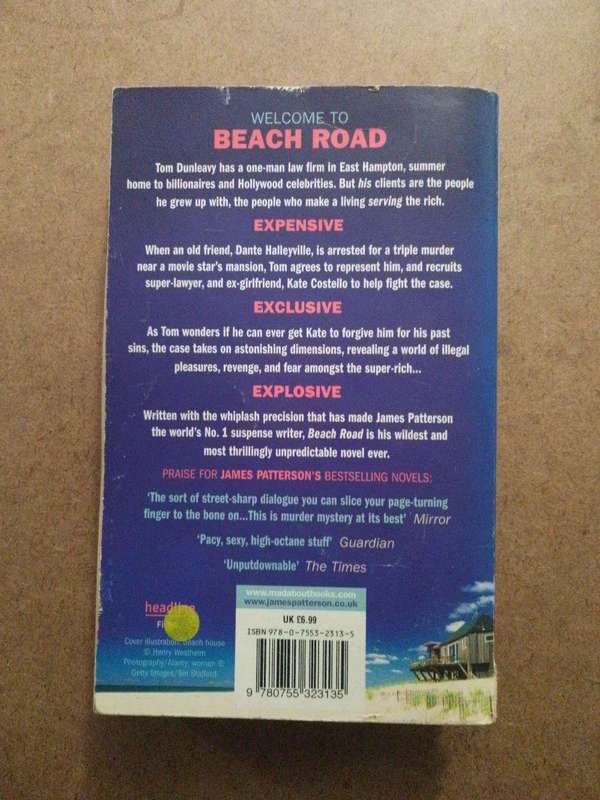 WELCOME TO
BEACH ROAD
Tom Dunleavy has a one-man law firm in East Hampton, summer
home to billionaires and Hollywood celebrities. But his clients are the people
he grew up with, the people who make a living serving the rich.
EXPENSIVE
When an old friend, Dante Halleyville, is arrested for a triple murder
near a movie star's mansion, Tom agrees to represent him, and recruits
super-lawyer, and ex-girlfriend, Kate Costello to help fight the case.
EXCLUSIVE
As Tom wonders if he can ever get Kate to forgive him for his past
sins, the case takes on astonishing dimensions, revealing a world of illegal
pleasures, revenge, and fear amongst the super-rich...
EXPLOSIVE
Written with the whiplash precision that has made James Patterson
the world's No. 1 suspense writer, Beach Road is his wildest and
most thrillingly unpredictable novel ever.
PRAISE FOR JAMES PATTERSON'S BESTSELLING NOVELS:
'The sort of street-sharp dialogue you can slice your page-turning
finger to the bone on...This is murder mystery at its best' Mirror
'Pacy, sexy, high-octane stuff' Guardian
'Unputdownable' The Times
www.madaboutbooks.com
www.jamespatterson.co.uk
UK £6.99
ISBN 978-0-7553-2313-5
9 780755 323135
Cover illustration: Beach house
© Henry Westheim
Photography/Alamy, woman ©
Getty Images/